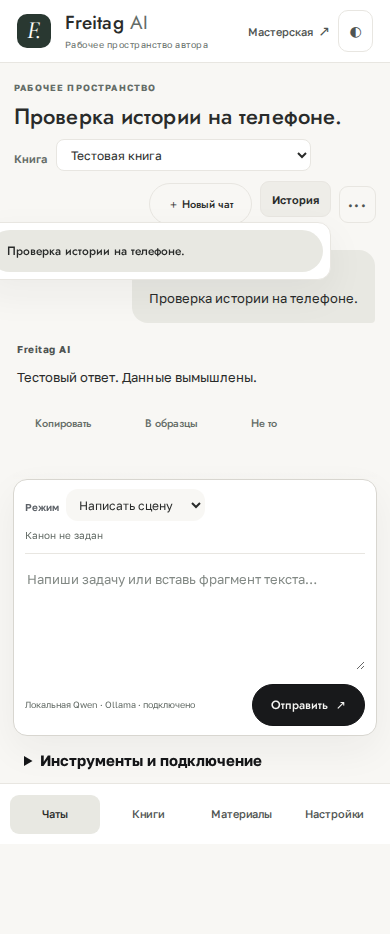 F.
Freitag AI
Рабочее пространство автора
Мастерская ↗
РАБОЧЕЕ ПРОСТРАНСТВО
Проверка истории на телефоне.
Книга
Тестовая книга
+ Новый чат
История
•••
Проверка истории на телефоне.
Проверка истории на телефоне.
Freitag AI
Тестовый ответ. Данные вымышлены.
Копировать
В образцы
Не то
Режим
Написать сцену
Канон не задан
Напиши задачу или вставь фрагмент текста…
Локальная Qwen · Ollama · подключено
Отправить ↗
▶ Инструменты и подключение
Чаты
Книги
Материалы
Настройки